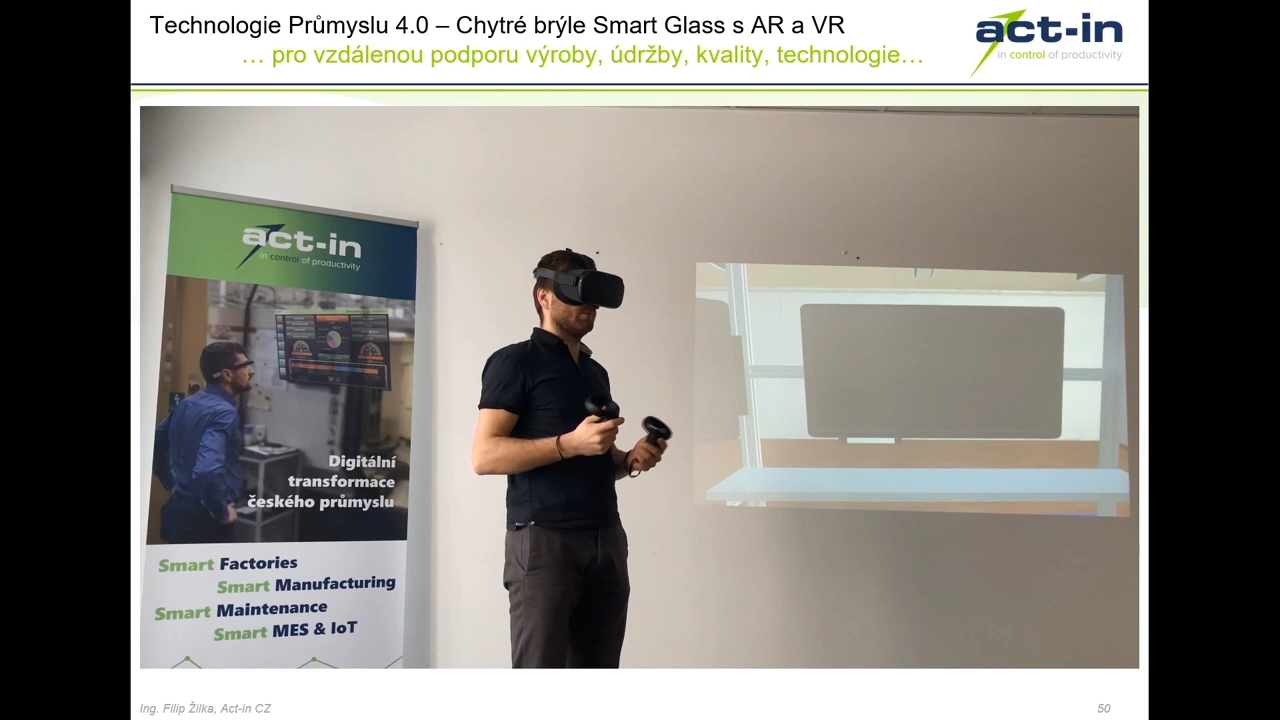 Technologie Průmyslu 4.0 – Chytré brýle Smart Glass s AR a VR
… pro vzdálenou podporu výroby, údržby, kvality, technologie…
act-in
in control of productivity
act-in
in control of productivity
Digitální
transformace
českého průmyslu
Smart Factories
Smart Manufacturing
Smart Maintenance
Smart MES & IoT
Ing. Filip Žilka, Act-in CZ
50